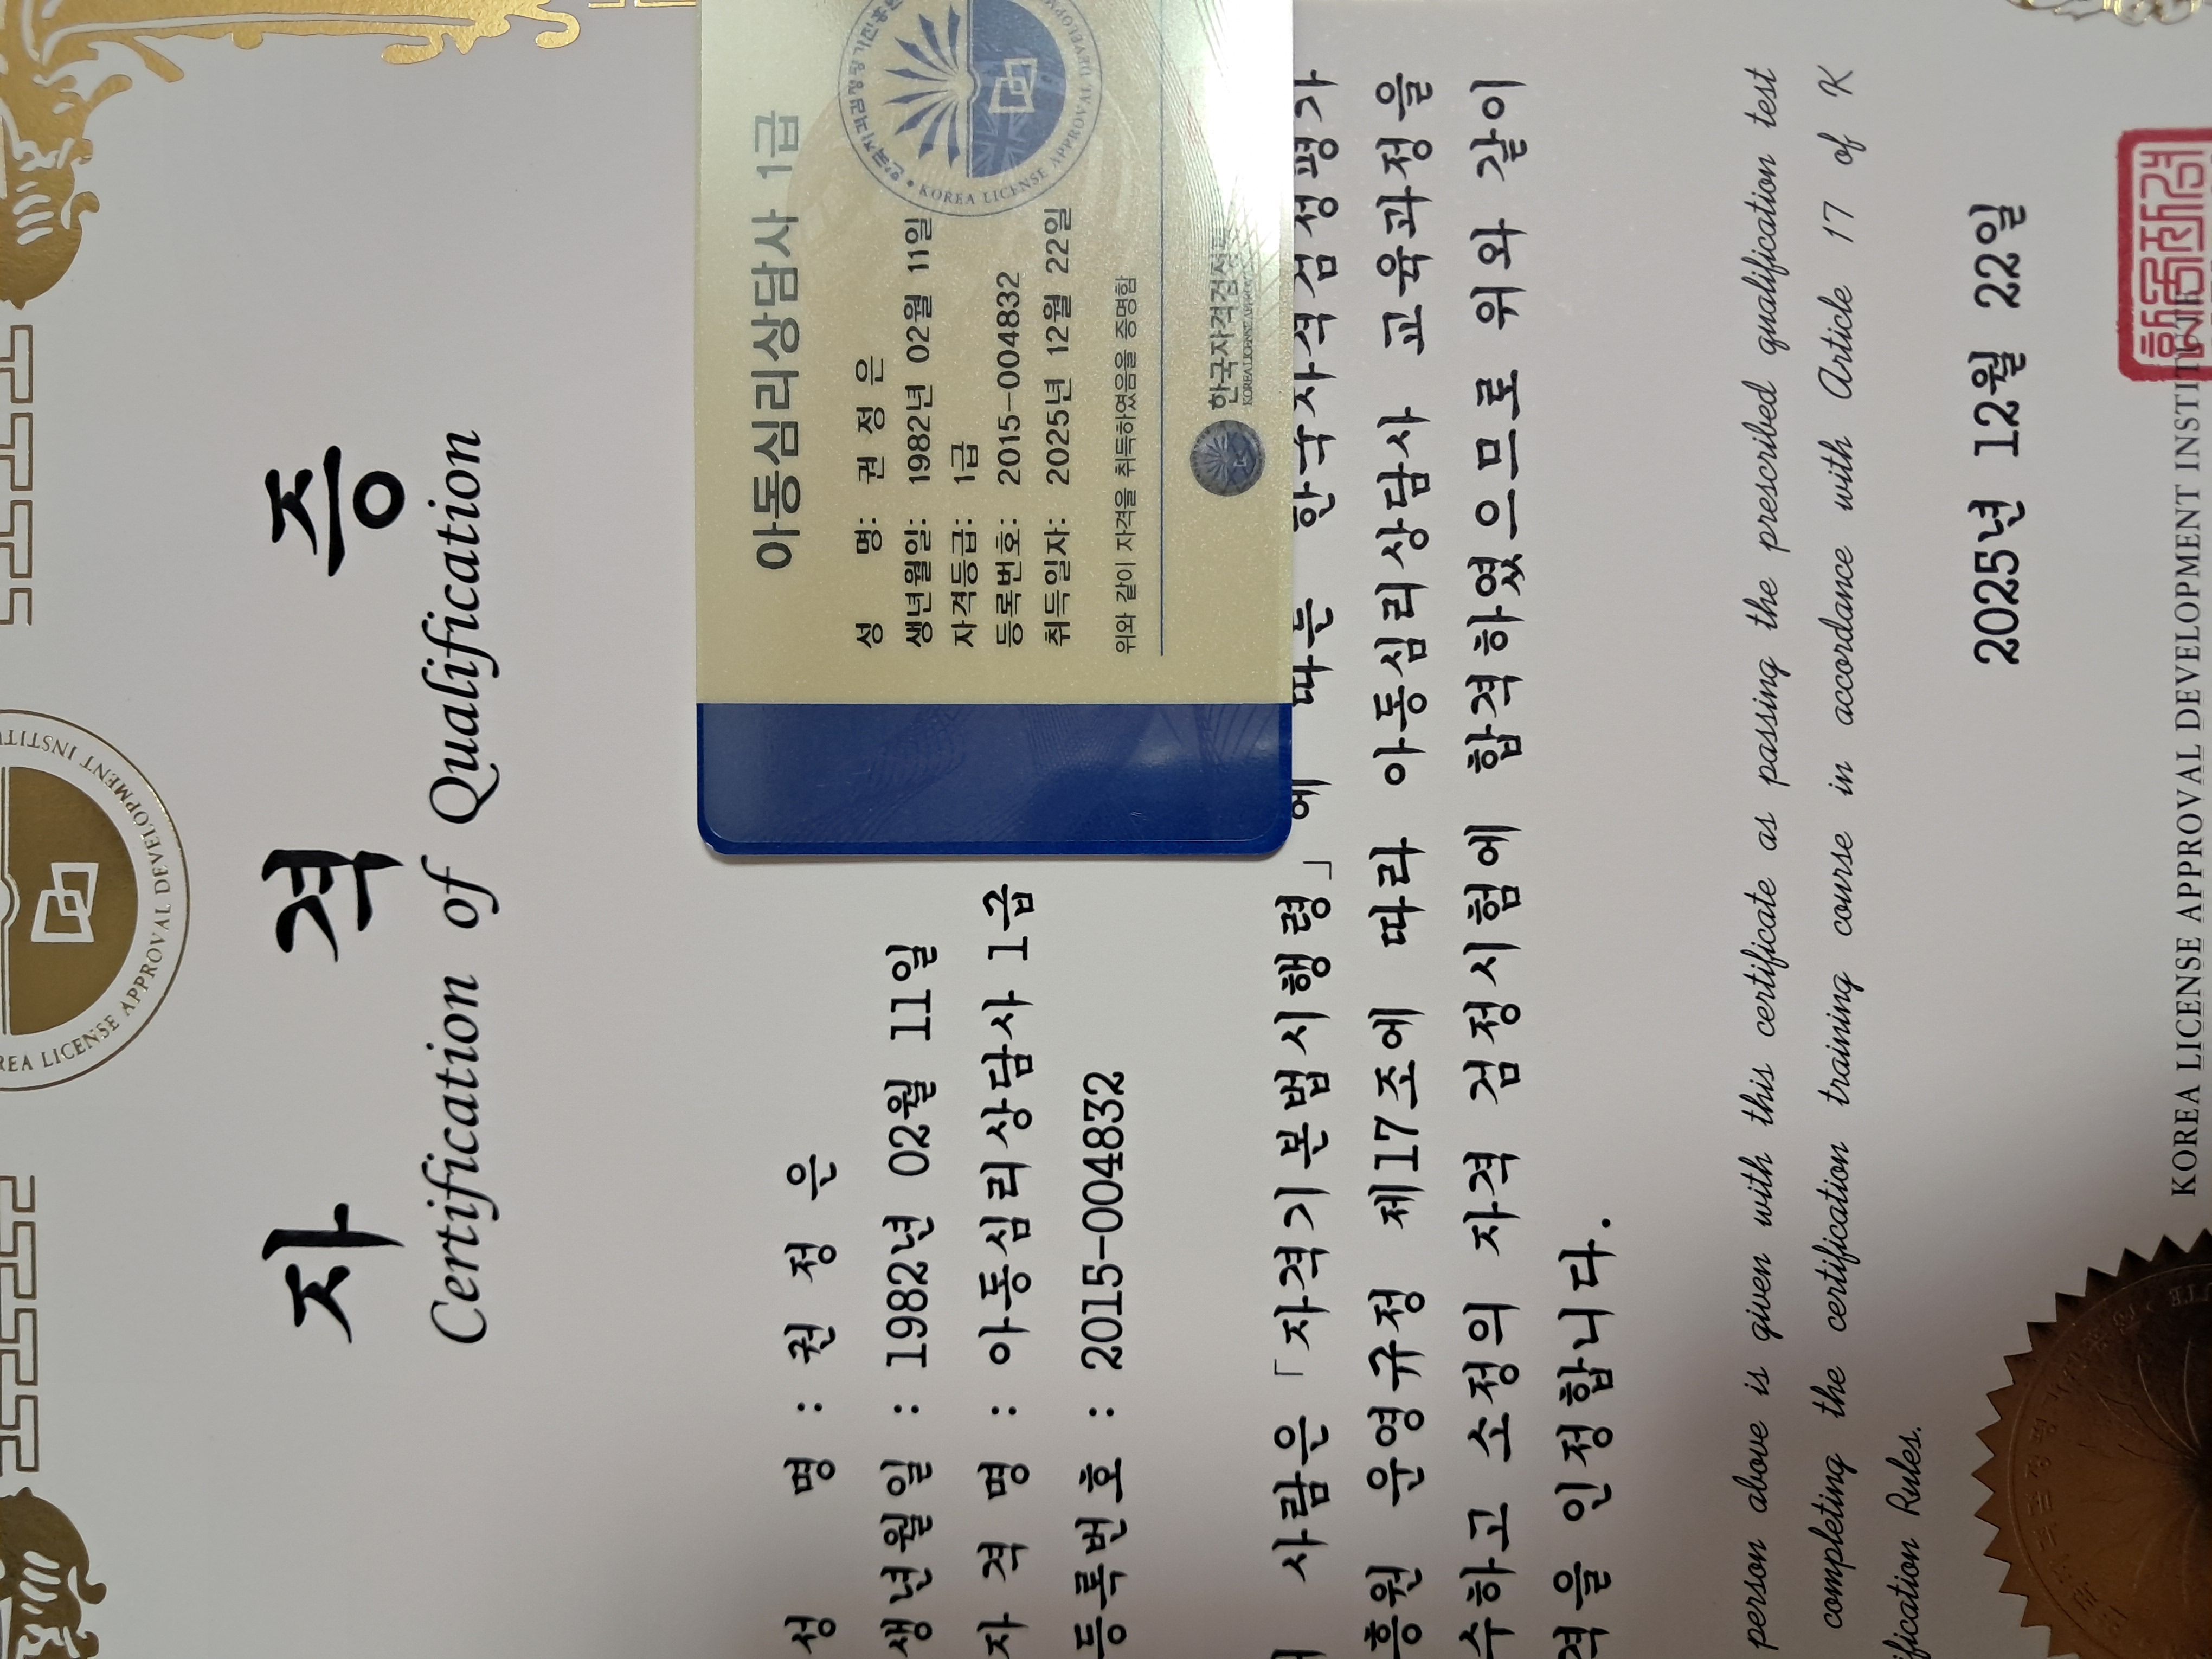 REA LICENSE APPROVAL DEVELOPMENT INSTIT
자 격 증
Certification of Qualification
성 명 : 권 정 은
생년월일 : 1982년 02월 11일
자 격 명 : 아동심리상담사 1급
등록번호 : 2015-004832
아동심리상담사 1급
성 명: 권 정 은
생년월일: 1982년 02월 11일
자격등급: 1급
등록번호: 2015-004832
취득일자: 2025년 12월 22일
위와 같이 자격을 취득하였음을 증명함
KOREA LICENSE APPROVAL DEVELOPM
한국자격검정
사람은 「자격기본법시행령」에 따른 한국자격검정평가
흥원 운영규정 제17조에 따라 아동심리상담사 교육과정을
수하고 소정의 자격 검정시험에 합격하였으므로 위와 같이
격을 인정합니다.
person above is given with this certificate as passing the prescribed qualification test
completing the certification training course in accordance with Article 17 of K
ification Rules.
2025년 12월 22일
KOREA LICENSE APPROVAL DEVELOPMENT INSTITUTE